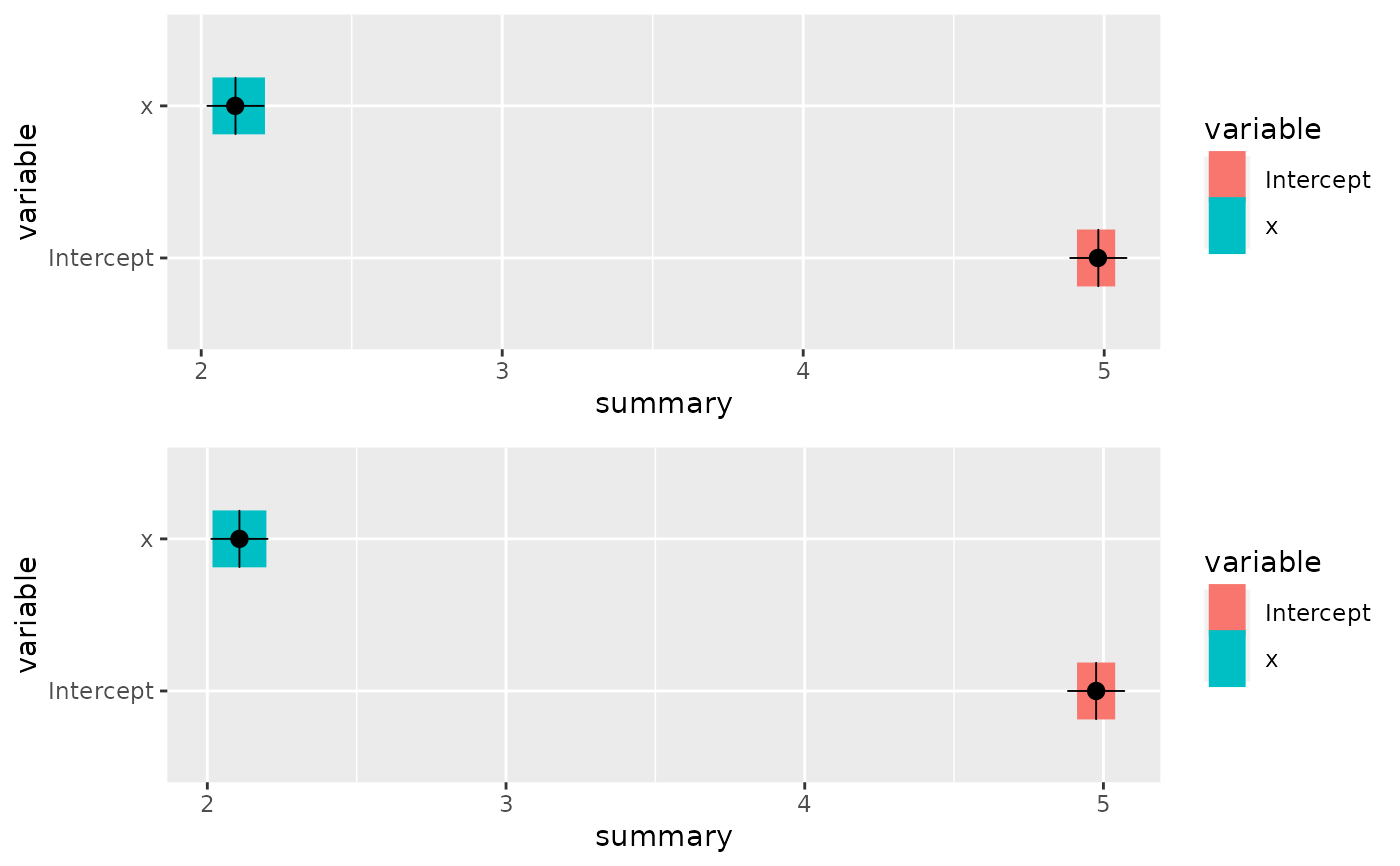 variable
x
Intercept
2 3 4 5
summary
variable
Intercept
x
variable
x
Intercept
2 3 4 5
summary
variable
Intercept
x